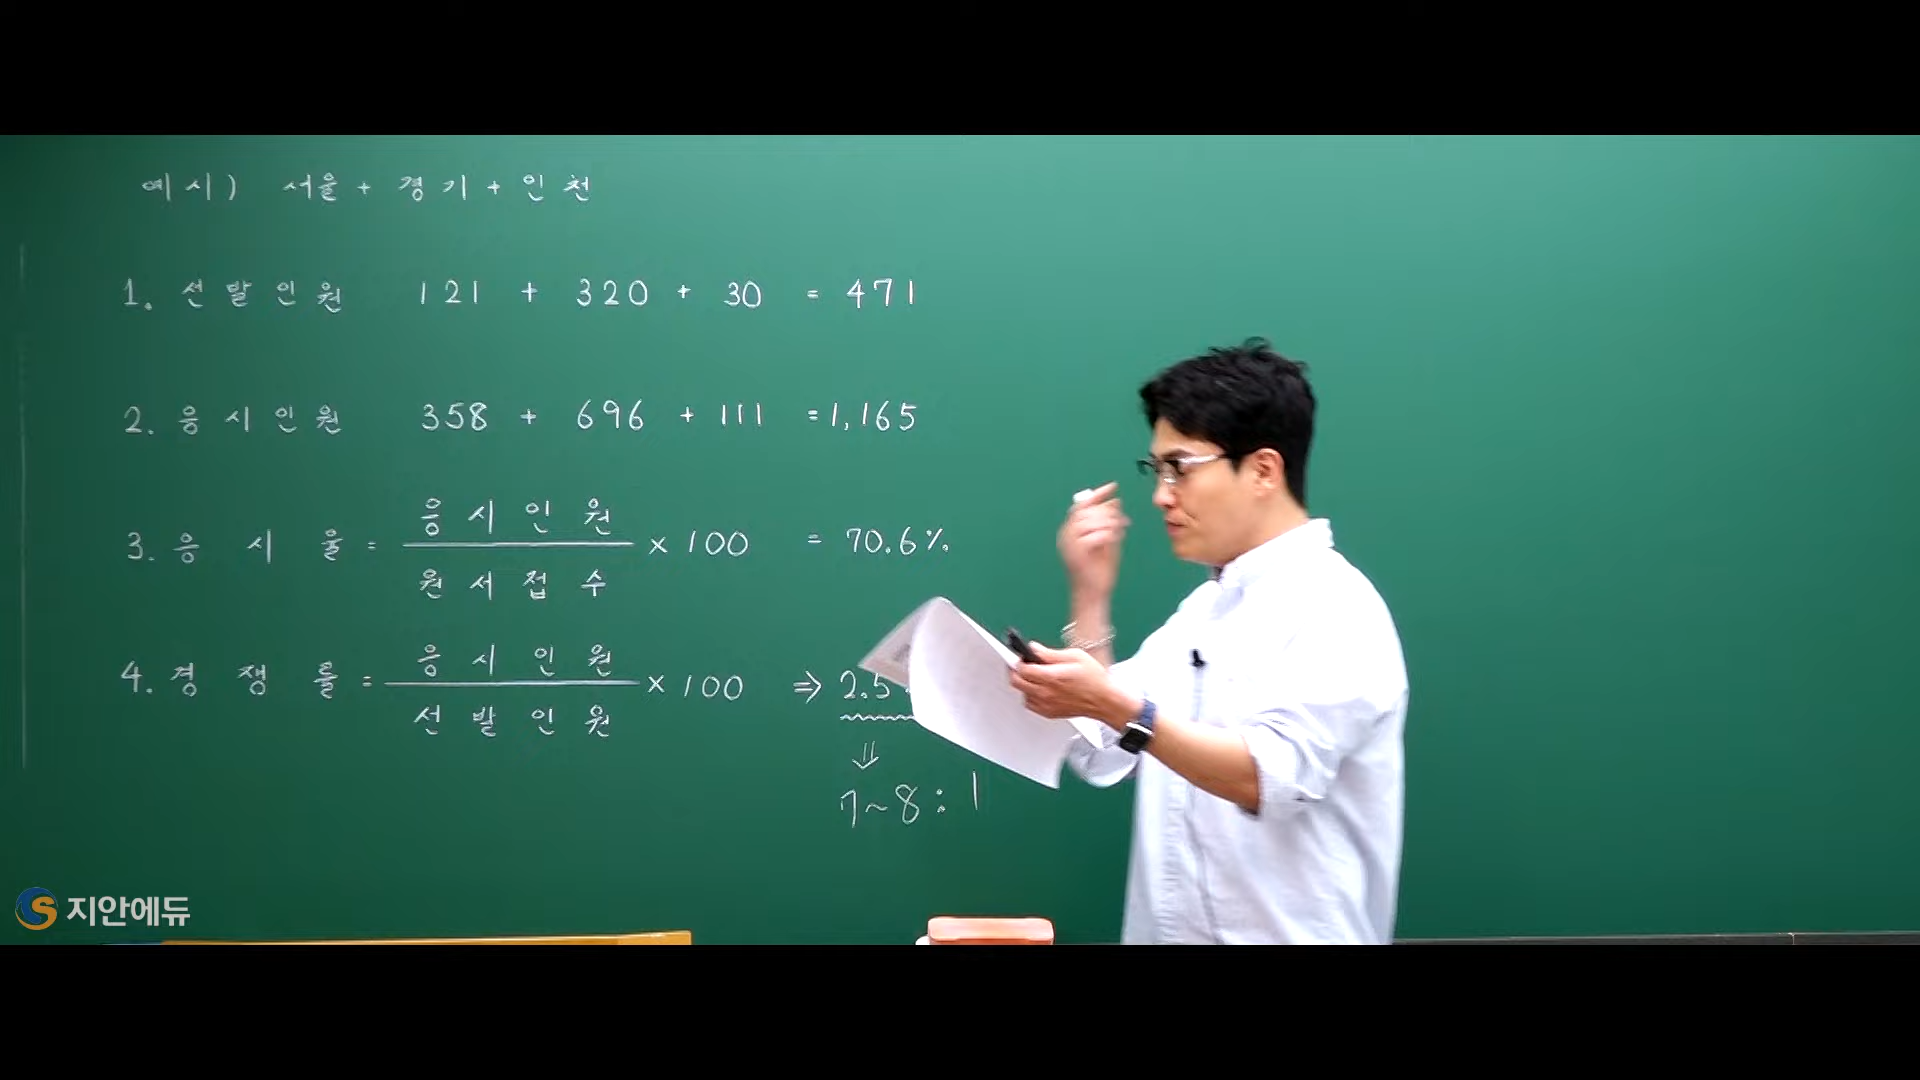 예시) 서울 + 경기 + 인천
1. 선발인원 121 + 320 + 30 = 471
2. 응시인원 358 + 696 + 111 = 1,165
3. 응시율 = 응시인원 / 원서접수 × 100 = 70.6%
4. 경쟁률 = 응시인원 / 선발인원 × 100 ⇒ 2.5
⇓
7~8:1
지안에듀